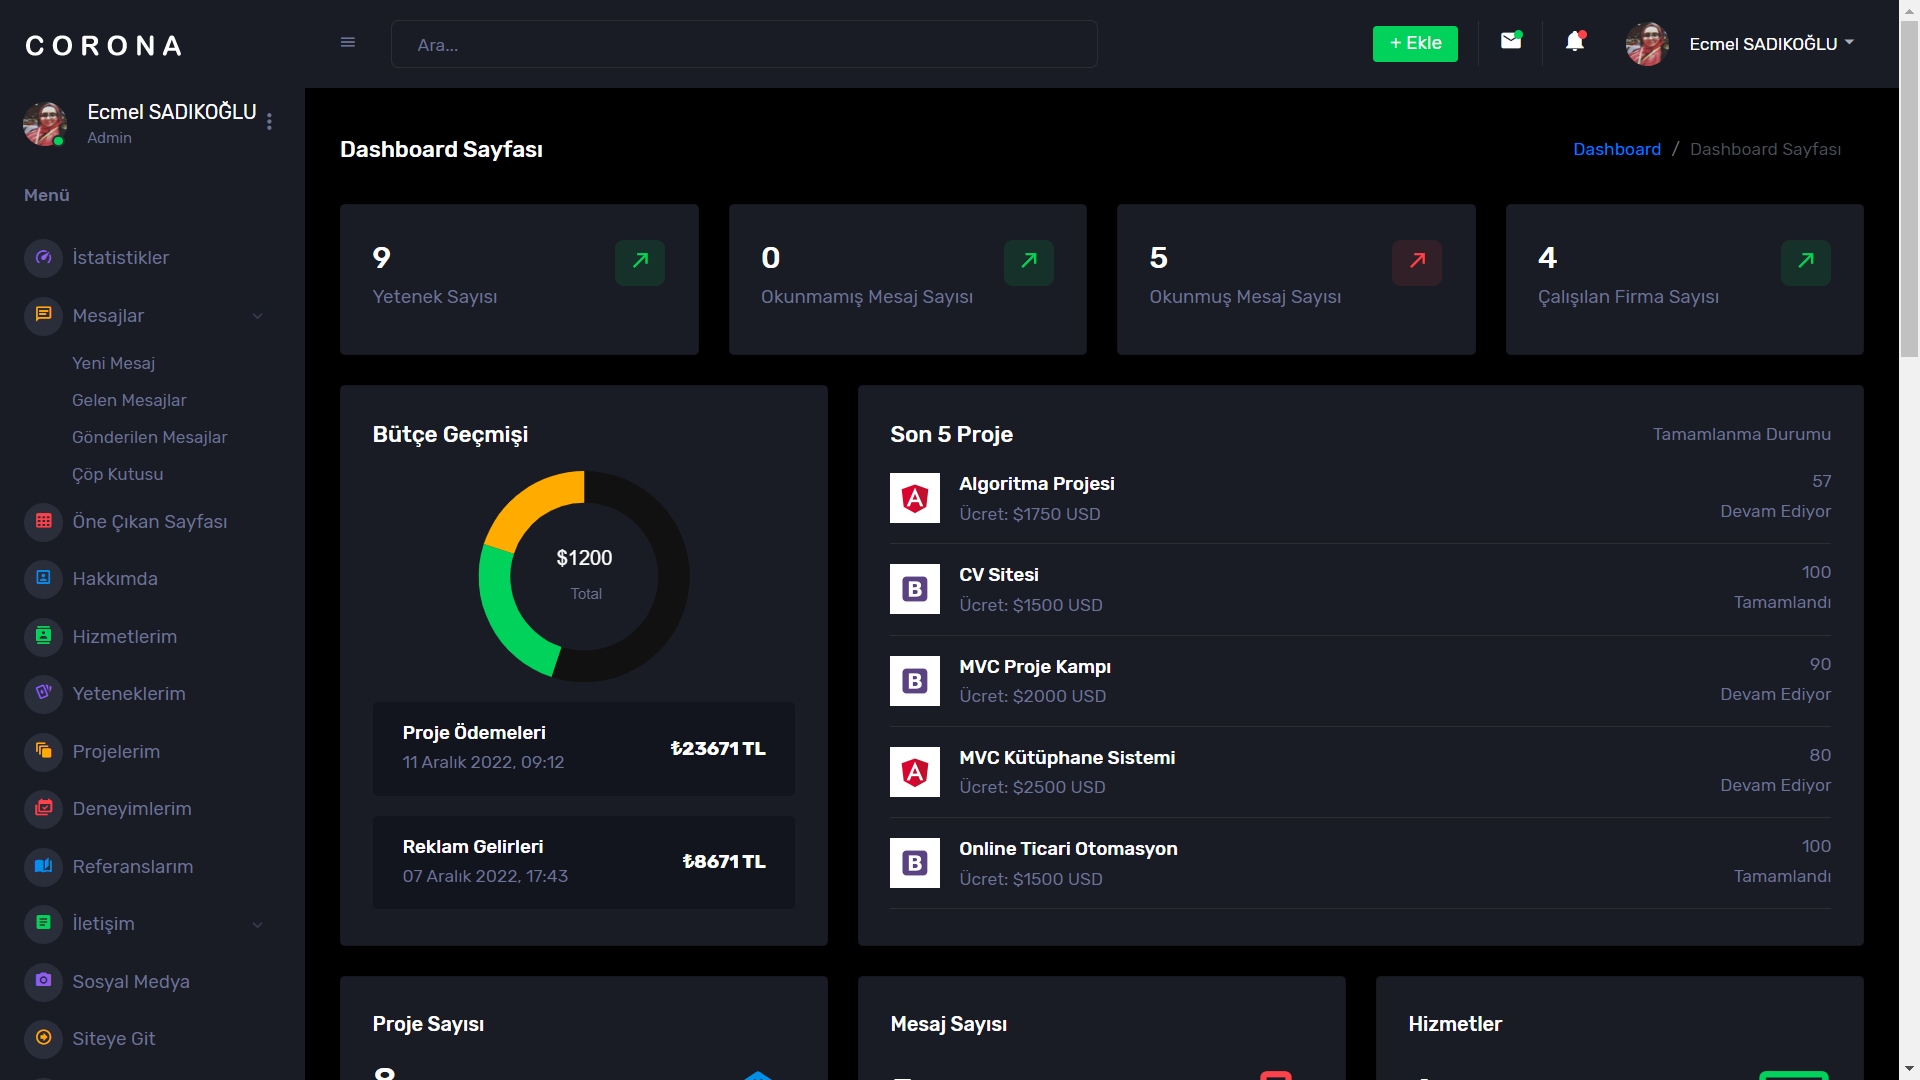 CORONA
Ara...
+ Ekle
Ecmel SADIKOĞLU
Ecmel SADIKOĞLU
Admin
Menü
İstatistikler
Mesajlar
Yeni Mesaj
Gelen Mesajlar
Gönderilen Mesajlar
Çöp Kutusu
Öne Çıkan Sayfası
Hakkımda
Hizmetlerim
Yeteneklerim
Projelerim
Deneyimlerim
Referanslarım
İletişim
Sosyal Medya
Siteye Git
Dashboard Sayfası
Dashboard / Dashboard Sayfası
9
Yetenek Sayısı
0
Okunmamış Mesaj Sayısı
5
Okunmuş Mesaj Sayısı
4
Çalışılan Firma Sayısı
Bütçe Geçmişi
$1200
Total
Proje Ödemeleri
11 Aralık 2022, 09:12
₺23671 TL
Reklam Gelirleri
07 Aralık 2022, 17:43
₺8671 TL
Son 5 Proje
Tamamlanma Durumu
Algoritma Projesi
Ücret: $1750 USD
57
Devam Ediyor
CV Sitesi
Ücret: $1500 USD
100
Tamamlandı
MVC Proje Kampı
Ücret: $2000 USD
90
Devam Ediyor
MVC Kütüphane Sistemi
Ücret: $2500 USD
80
Devam Ediyor
Online Ticari Otomasyon
Ücret: $1500 USD
100
Tamamlandı
Proje Sayısı
Mesaj Sayısı
Hizmetler